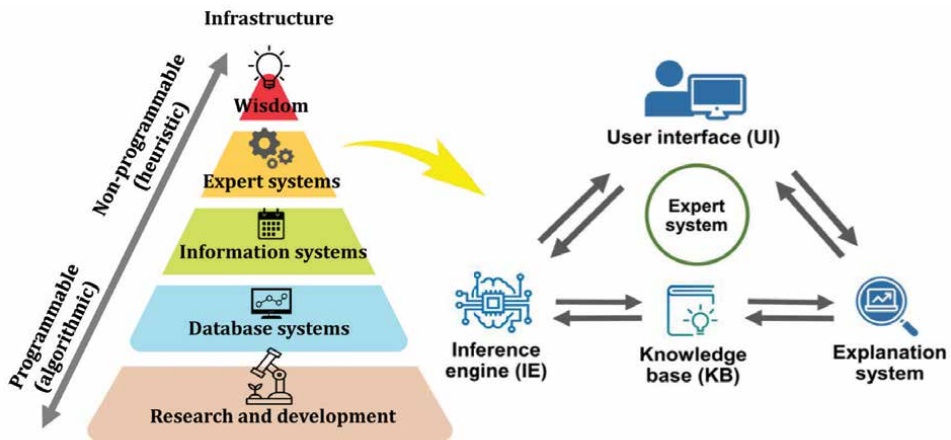 Infrastructure
Non-programmable
(heuristic)
Programmable
(algorithmic)
Wisdom
Expert systems
Information systems
Database systems
Research and development
User interface (UI)
Expert
system
Inference
engine (IE)
Knowledge
base (KB)
Explanation
system